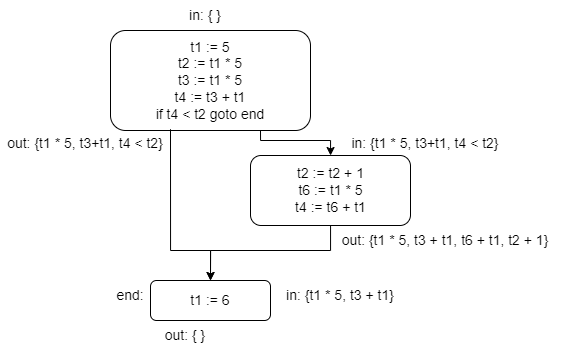 in: { }
t1 := 5
t2 := t1 * 5
t3 := t1 * 5
t4 := t3 + t1
if t4 < t2 goto end
out: {t1 * 5, t3+t1, t4 < t2}
in: {t1 * 5, t3+t1, t4 < t2}
t2 := t2 + 1
t6 := t1 * 5
t4 := t6 + t1
out: {t1 * 5, t3 + t1, t6 + t1, t2 + 1}
end:
t1 := 6
in: {t1 * 5, t3 + t1}
out: { }